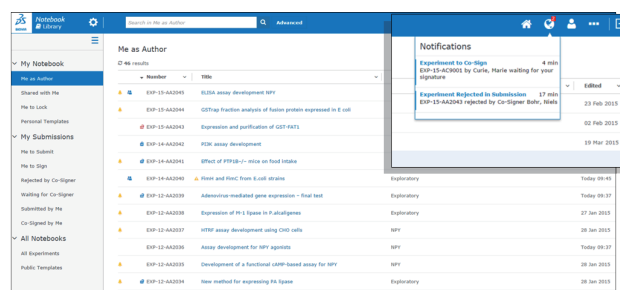 Notebook
Library
Search in Me as Author
Advanced
My Notebook
Me as Author
Shared with Me
Me to Lock
Personal Templates
My Submissions
Me to Submit
Me to Sign
Rejected by Co-Signer
Waiting for Co-Signer
Submitted by Me
Co-Signed by Me
All Notebooks
All Experiments
Public Templates
Me as Author
46 results
Number Title
EXP-15-AA2045 ELISA assay development NPY
EXP-15-AA2044 GSTrap fraction analysis of fusion protein expressed in E coli
EXP-15-AA2043 Expression and purification of GST-FAT1
EXP-14-AA2042 PI3K assay development
EXP-14-AA2041 Effect of PTP1B-/- mice on food intake
EXP-14-AA2040 FimH and FimC from E.coli strains Exploratory Today 09:45
EXP-12-AA2039 Adenovirus-mediated gene expression - final test Exploratory Today 09:37
EXP-12-AA2038 Expression of M-1 lipase in P.alcaligenes Exploratory 27 Jan 2015
EXP-12-AA2037 HTRF assay development using CHO cells NPY 28 Jan 2015
EXP-12-AA2036 Assay development for NPY agonists NPY Today 09:37
EXP-12-AA2035 Development of a functional cAMP-based assay for NPY NPY 28 Jan 2015
EXP-12-AA2034 New method for expressing PA lipase Exploratory 28 Jan 2015
Notifications
Experiment to Co-Sign 4 min
EXP-15-AC9001 by Curie, Marie waiting for your
signature
Experiment Rejected in Submission 17 min
EXP-15-AA2043 rejected by Co-Signer Bohr, Niels
Edited
23 Feb 2015
02 Feb 2015
19 Mar 2015